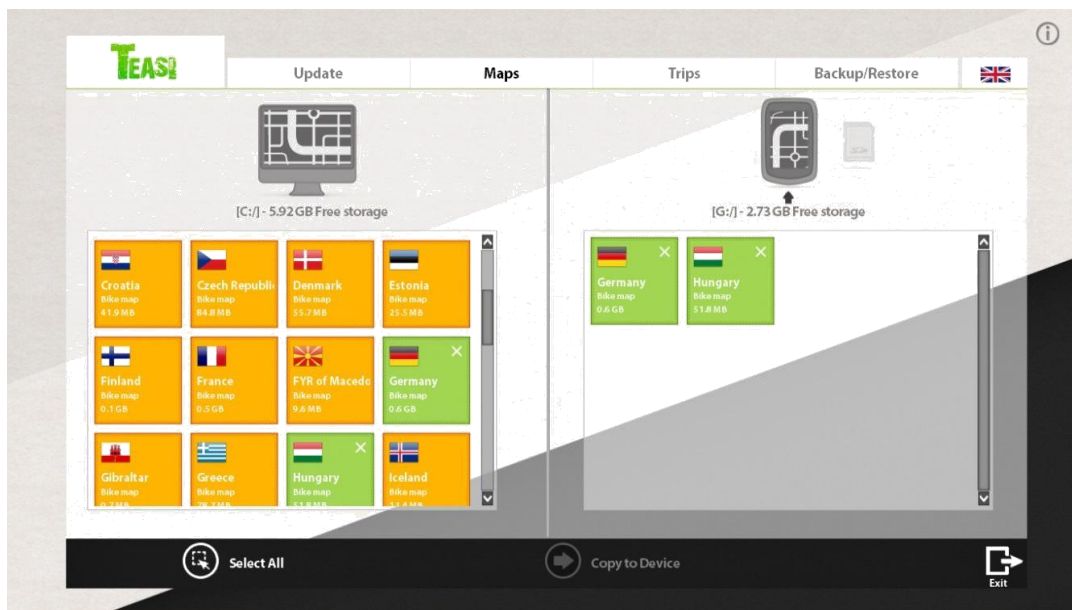 TEASI
Update
Maps
Trips
Backup/Restore
[C:/] - 5.92 GB Free storage
[G:/] - 2.73 GB Free storage
Croatia
Bike map
41.9 MB
Czech Republi
Bike map
84.8 MB
Denmark
Bike map
55.7 MB
Estonia
Bike map
25.5 MB
Finland
Bike map
0.1 GB
France
Bike map
0.5 GB
FYR of Macedo
Bike map
9.6 MB
Germany
Bike map
0.6 GB
Gibraltar
Bike map
Greece
Bike map
Hungary
Bike map
51.8 MB
Iceland
Bike map
Germany
Bike map
0.6 GB
Hungary
Bike map
51.8 MB
Select All
Copy to Device
Exit